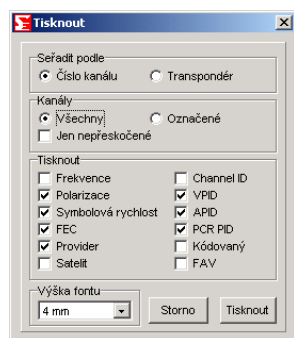 Tisknout
Seřadit podle
Číslo kanálu Transpondér
Kanály
Všechny Označené
Jen nepřeskočené
Tisknout
Frekvence Channel ID
Polarizace VPID
Symbolová rychlost APID
FEC PCR PID
Provider Kódovaný
Satelit FAV
Výška fontu
4 mm Storno Tisknout